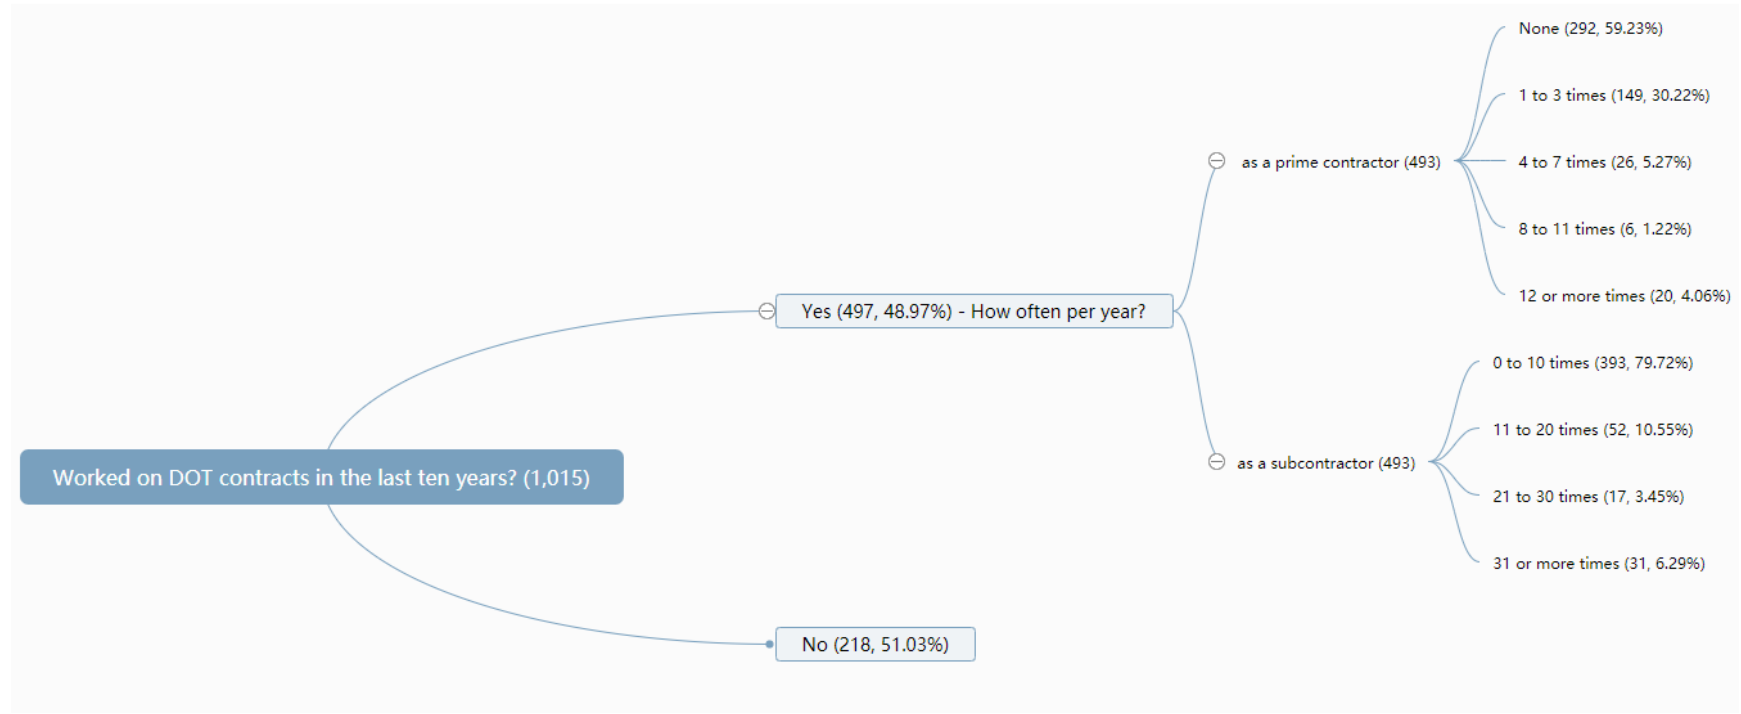 Worked on DOT contracts in the last ten years? (1,015)
Yes (497, 48.97%) - How often per year?
as a prime contractor (493)
None (292, 59.23%)
1 to 3 times (149, 30.22%)
4 to 7 times (26, 5.27%)
8 to 11 times (6, 1.22%)
12 or more times (20, 4.06%)
as a subcontractor (493)
0 to 10 times (393, 79.72%)
11 to 20 times (52, 10.55%)
21 to 30 times (17, 3.45%)
31 or more times (31, 6.29%)
No (218, 51.03%)